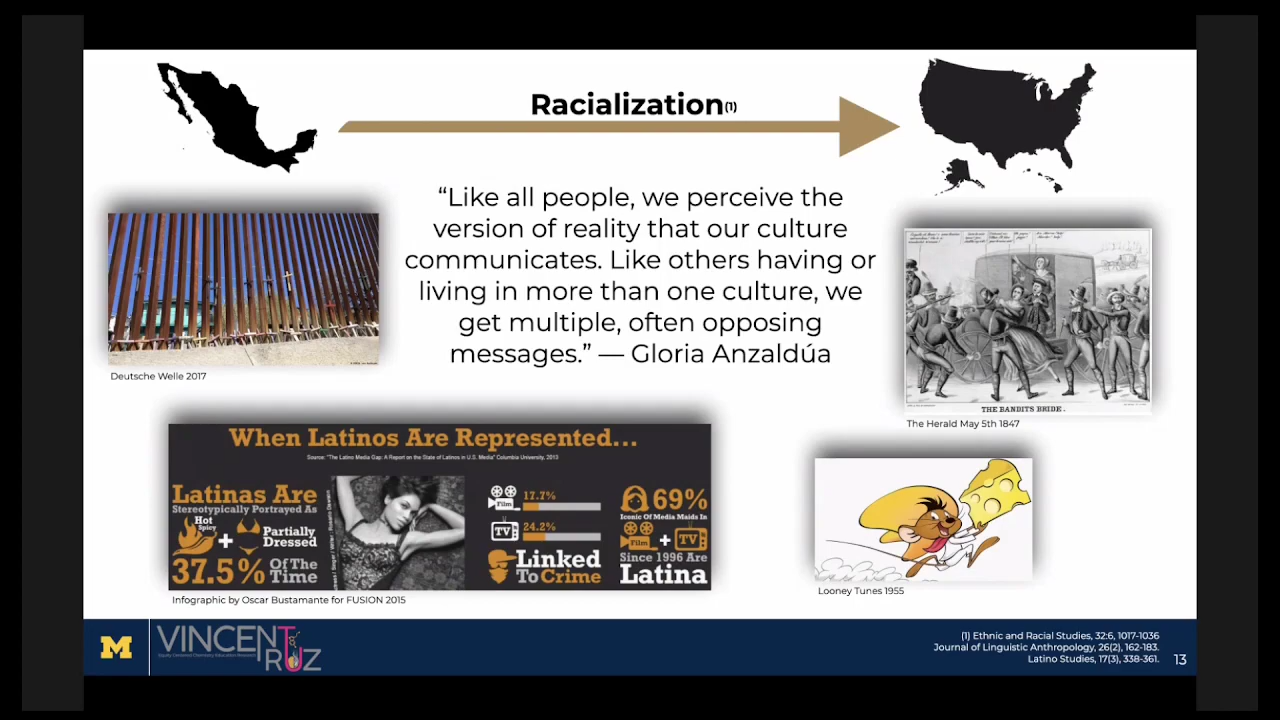 Racialization(1)
“Like all people, we perceive the
version of reality that our culture
communicates. Like others having or
living in more than one culture, we
get multiple, often opposing
messages.” — Gloria Anzaldúa
Deutsche Welle 2017
THE BANDITS BRIDE.
The Herald May 5th 1847
When Latinos Are Represented...
Source: "The Latino Media Gap: A Report on the State of Latinos in U.S. Media" Columbia University, 2013
Latinas Are
Stereotypically Portrayed As
Hot
Spicy
+
Partially
Dressed
37.5% Of The
Time
Film
17.7%
TV
24.2%
Linked
To Crime
69%
Iconic Of Media Maids In
Film + TV
Since 1996 Are
Latina
Infographic by Oscar Bustamante for FUSION 2015
Looney Tunes 1955
M
VINCENT
RUZ
Equity Centered Chemistry Education Research
(1) Ethnic and Racial Studies, 32:6, 1017-1036
Journal of Linguistic Anthropology, 26(2), 162-183.
Latino Studies, 17(3), 338-361.
13